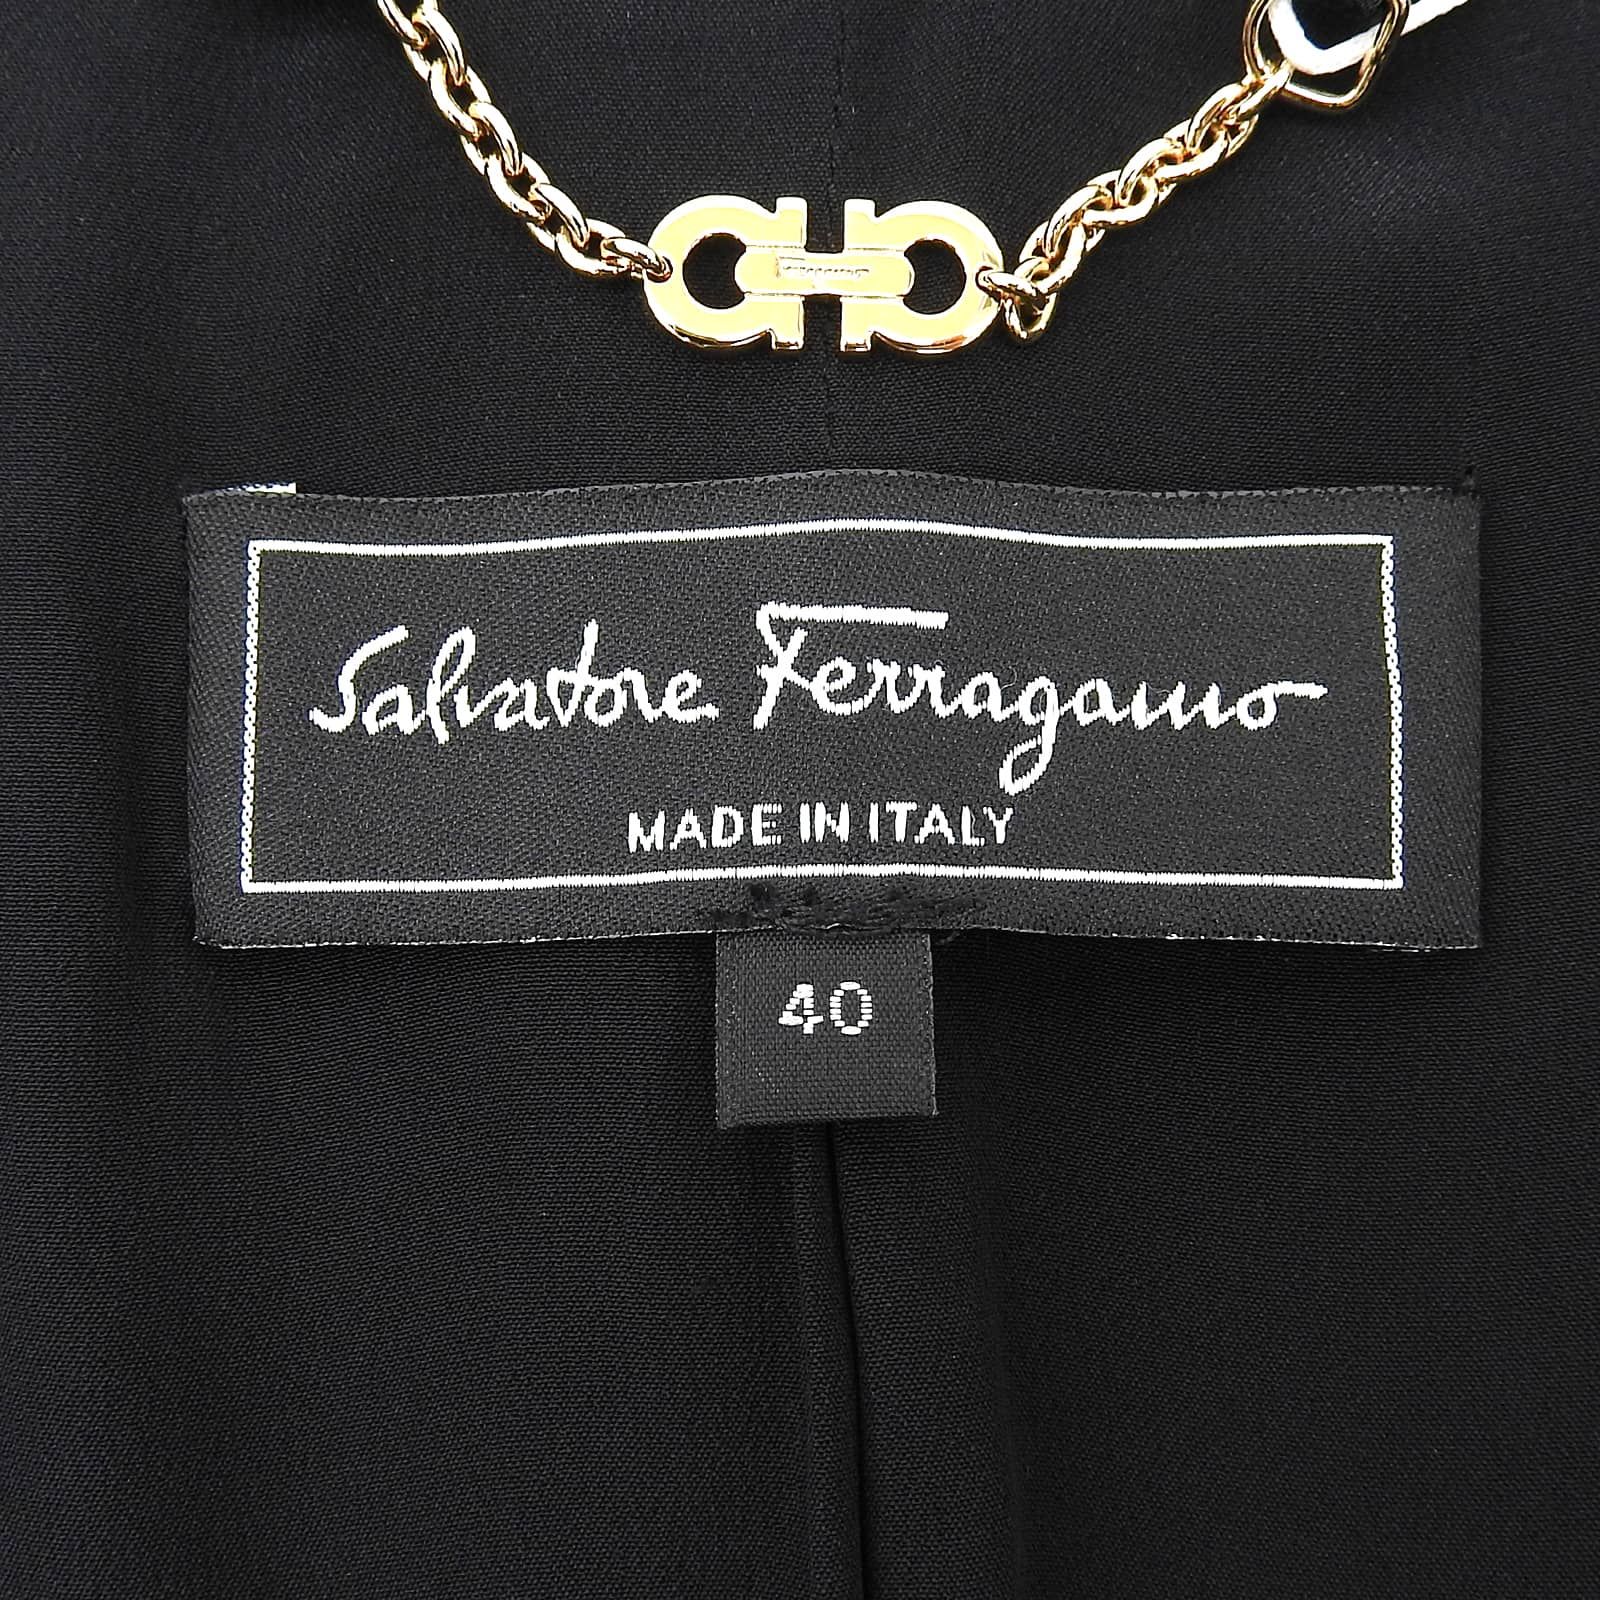 Salvatore Ferragamo
MADE IN ITALY
40